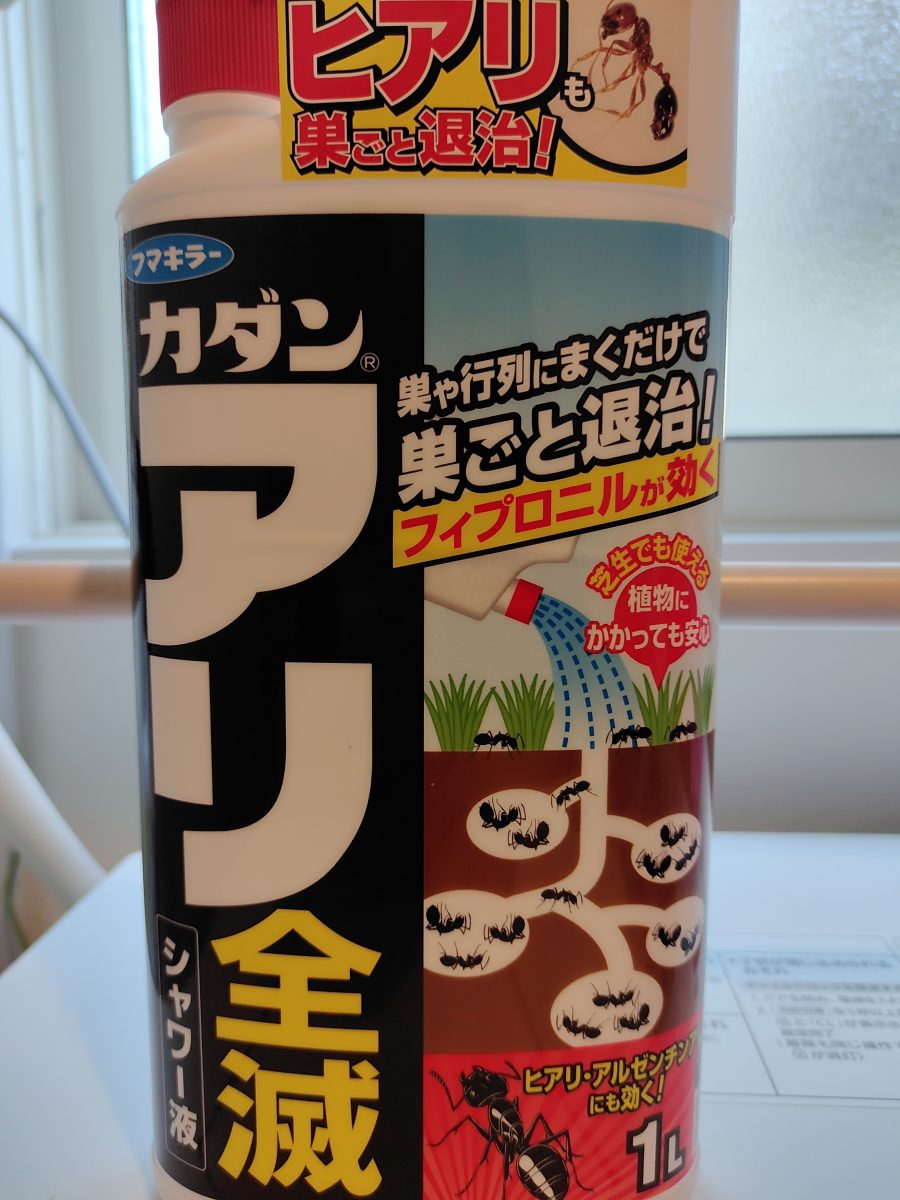 ヒアリも
巣ごと退治!
フマキラー
カダン®
アリ
全滅
シャワー液
巣や行列にまくだけで
巣ごと退治!
フィプロニルが効く
芝生でも使える
植物に
かかっても安心
ヒアリ・アルゼンチンア
にも効く!
1L